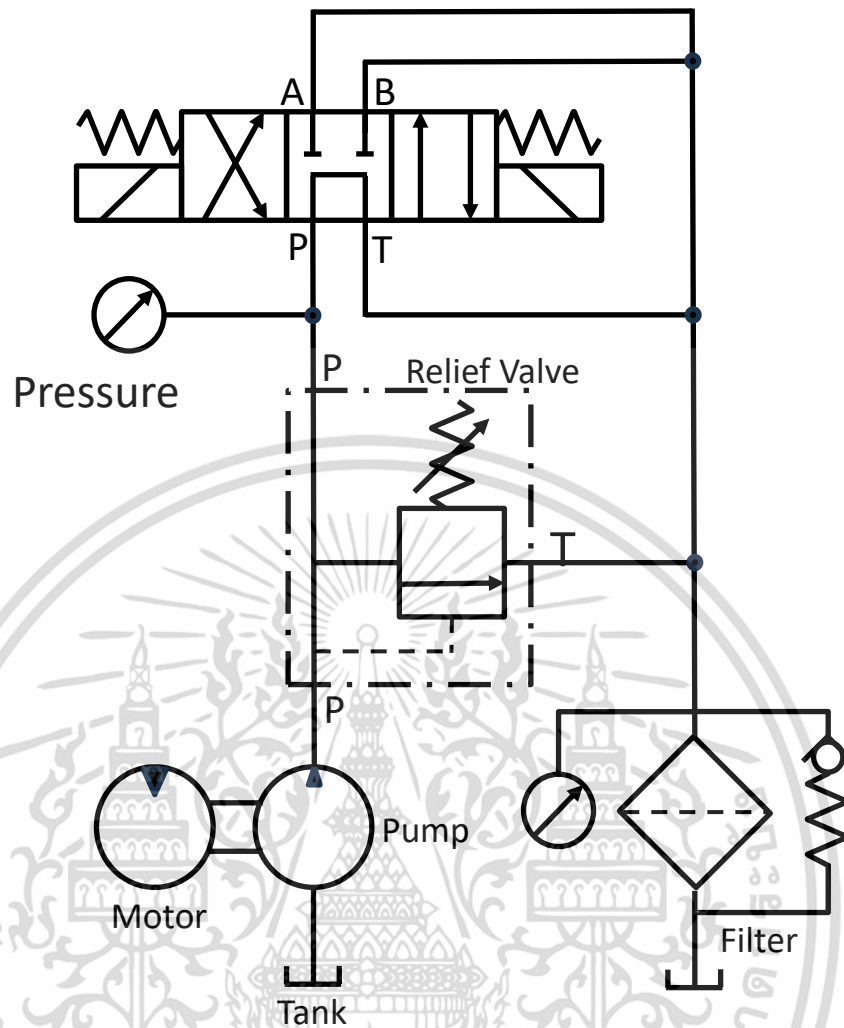 A B
P T
Pressure
P Relief Valve
T
P
Pump
Motor
Filter
Tank